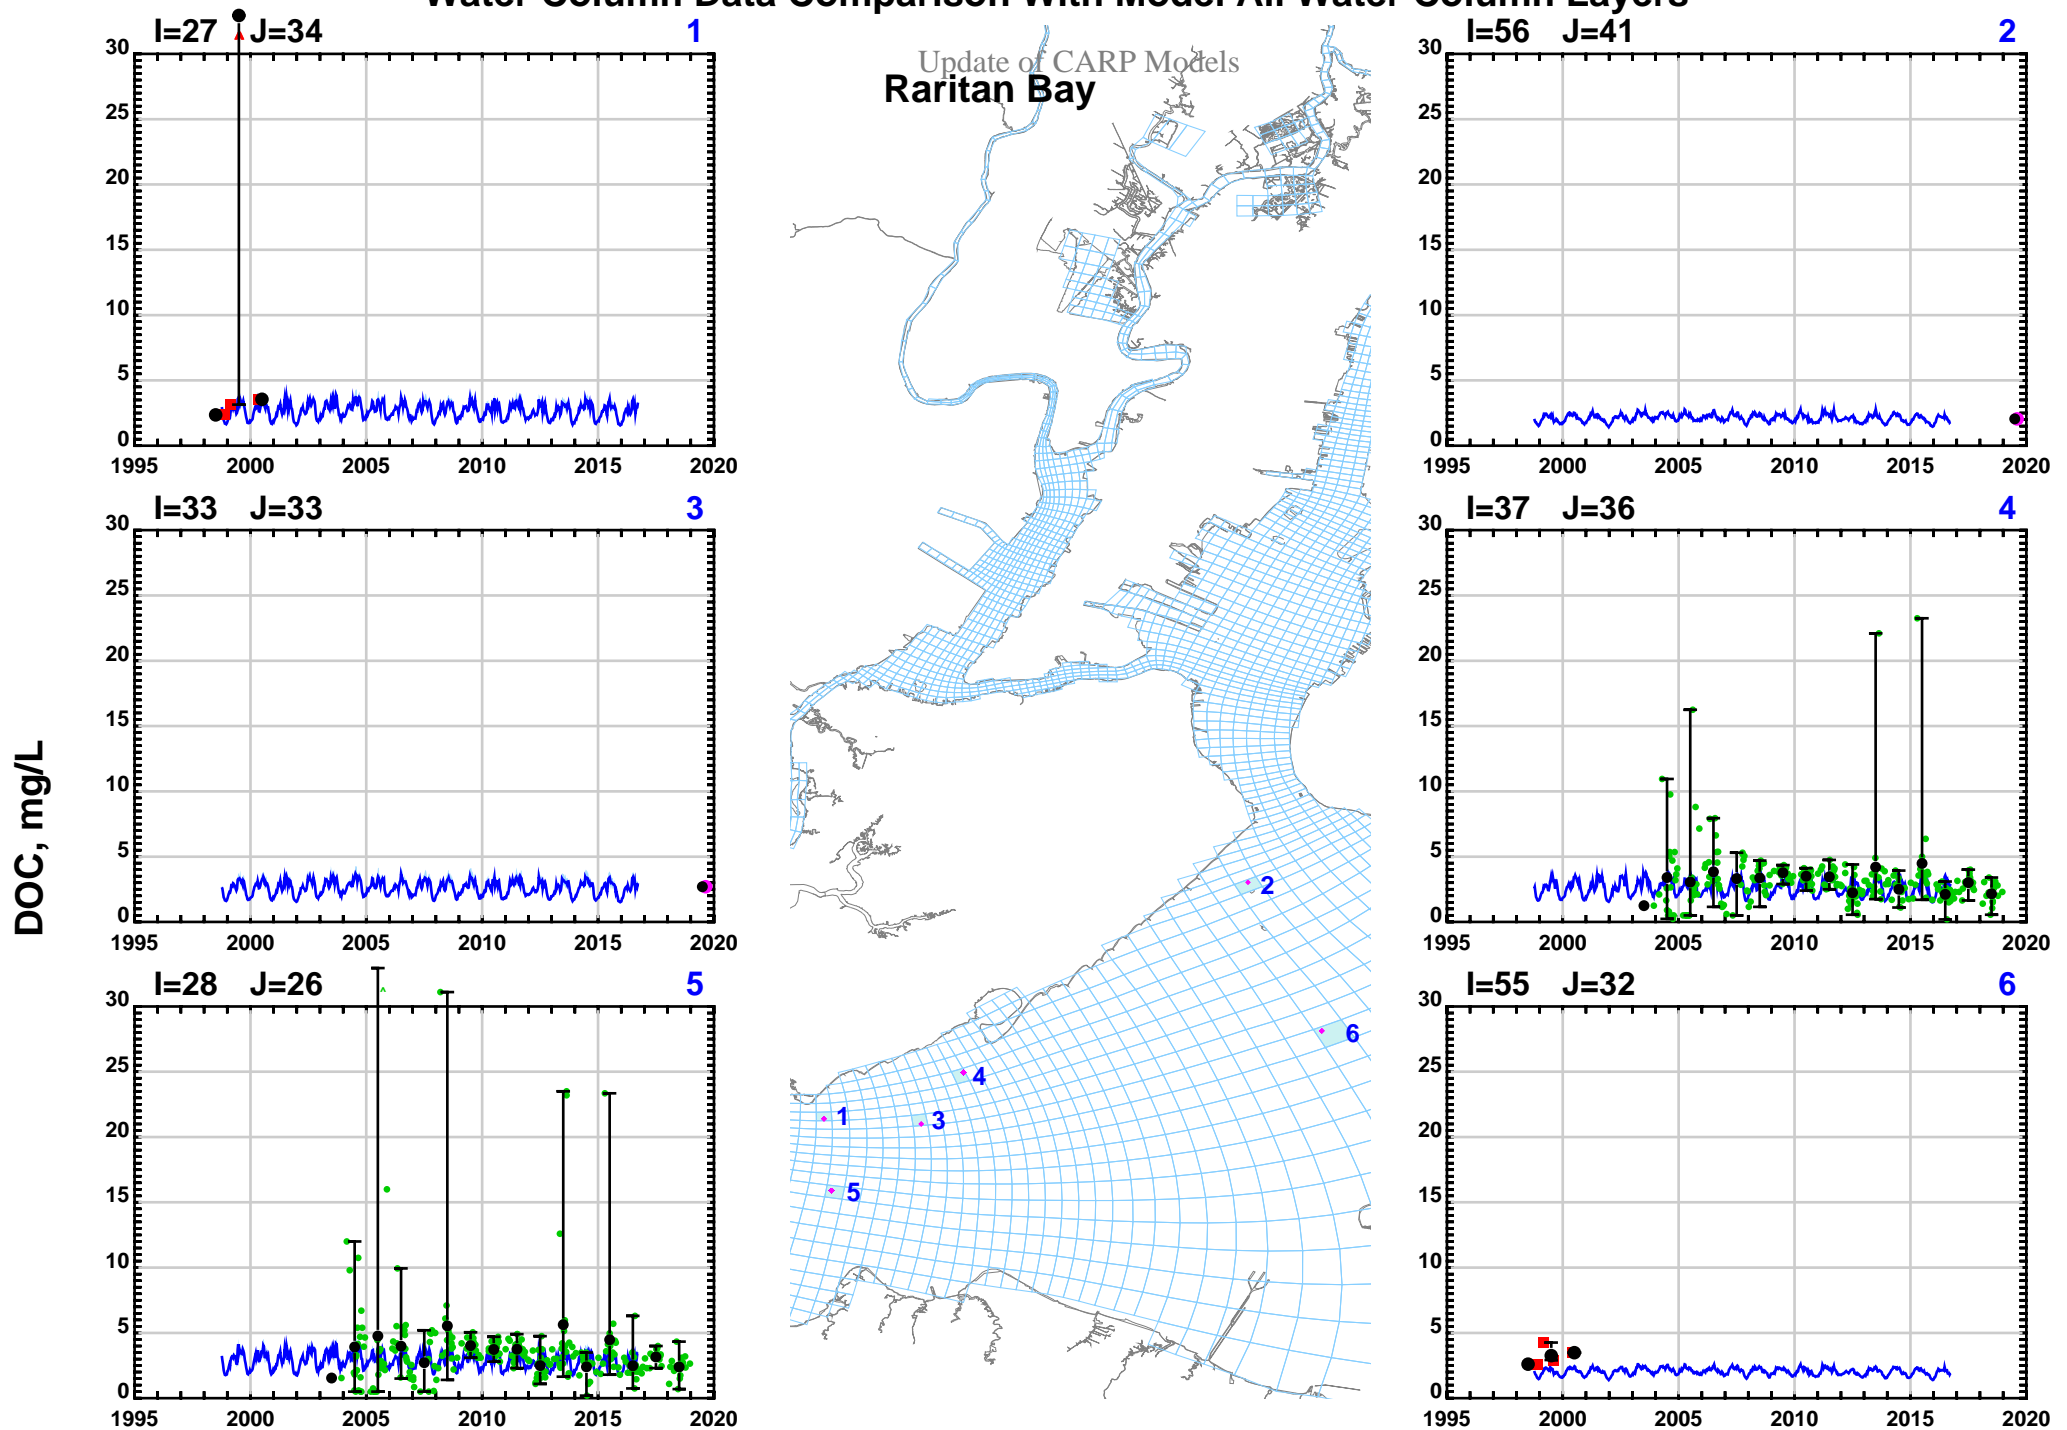 Water Column Data Comparison With Model All Water Column Layers
Update of CARP Models
Raritan Bay
DOC, mg/L
I=27 J=34 1
30
25
20
15
10
5
0
1995 2000 2005 2010 2015 2020
I=56 J=41 2
30
25
20
15
10
5
0
1995 2000 2005 2010 2015 2020
I=33 J=33 3
30
25
20
15
10
5
0
1995 2000 2005 2010 2015 2020
I=37 J=36 4
30
25
20
15
10
5
0
1995 2000 2005 2010 2015 2020
I=28 J=26 5
30
25
20
15
10
5
0
1995 2000 2005 2010 2015 2020
I=55 J=32 6
30
25
20
15
10
5
0
1995 2000 2005 2010 2015 2020
2
6
4
1 3
5